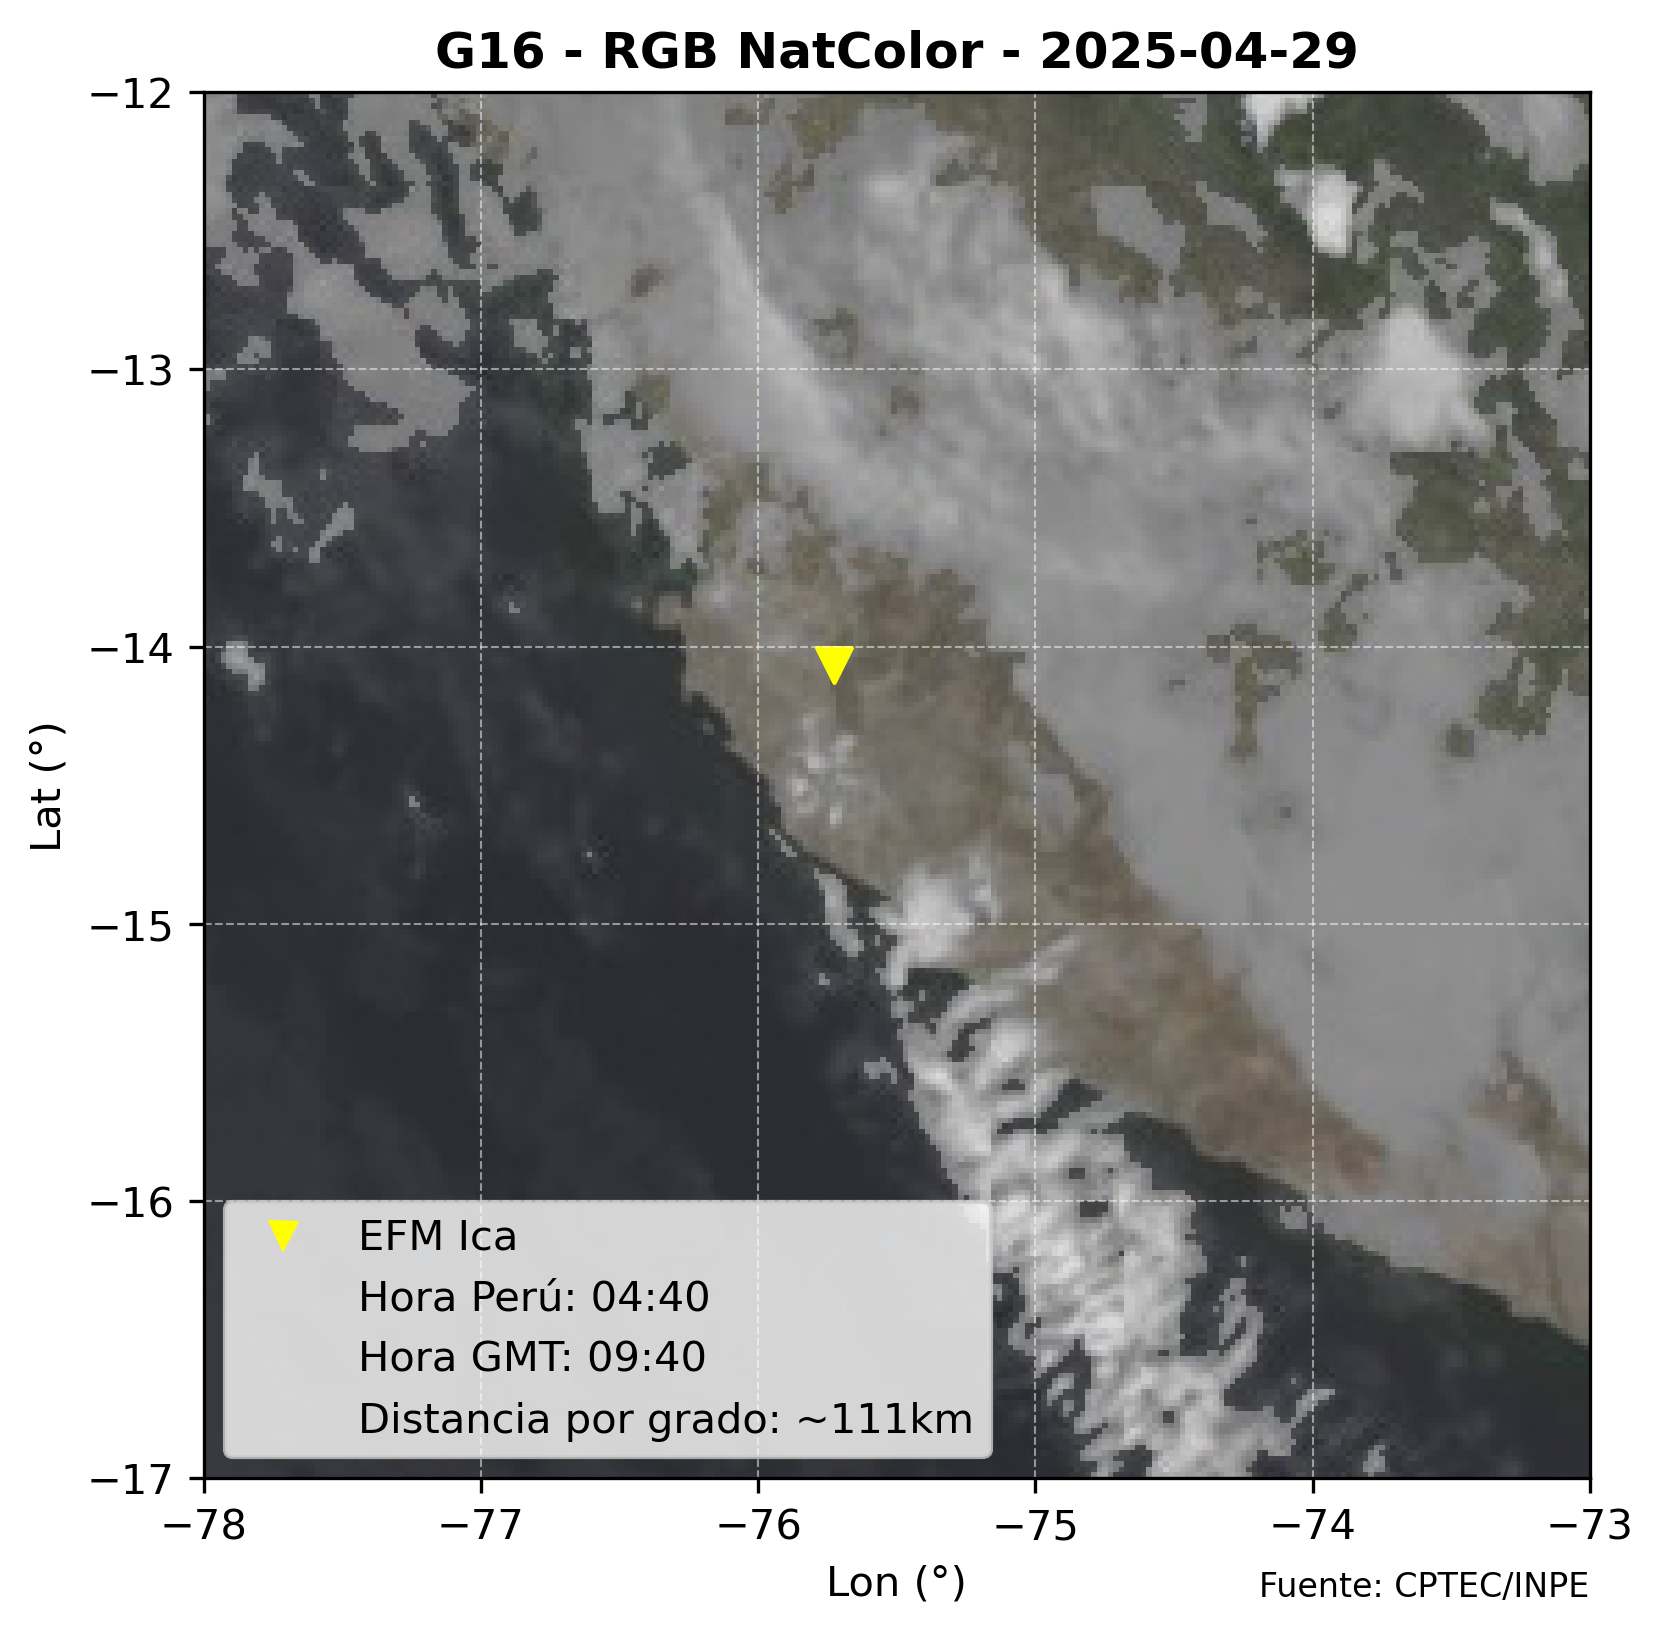 G16 - RGB NatColor - 2025-04-29
−12
−13
−14
−15
−16
−17
Lat (°)
EFM Ica
Hora Perú: 04:40
Hora GMT: 09:40
Distancia por grado: ~111km
−78 −77 −76 −75 −74 −73
Lon (°)
Fuente: CPTEC/INPE